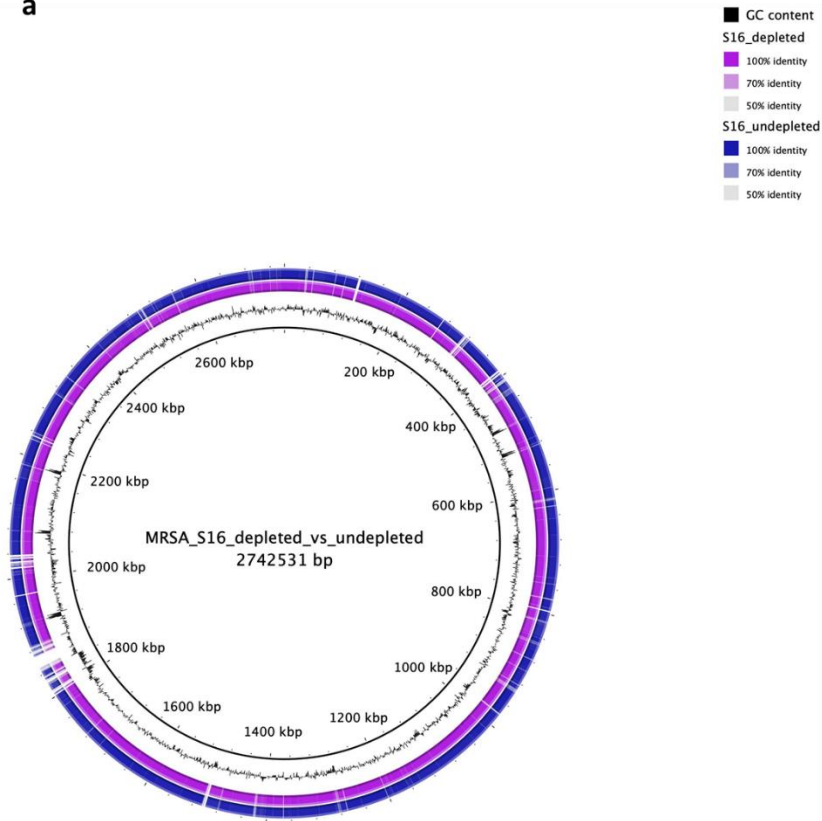 a
GC content
S16_depleted
100% identity
70% identity
50% identity
S16_undepleted
100% identity
70% identity
50% identity
2600 kbp
200 kbp
2400 kbp
400 kbp
2200 kbp
600 kbp
MRSA_S16_depleted_vs_undepleted
2742531 bp
2000 kbp
800 kbp
1800 kbp
1000 kbp
1600 kbp
1200 kbp
1400 kbp